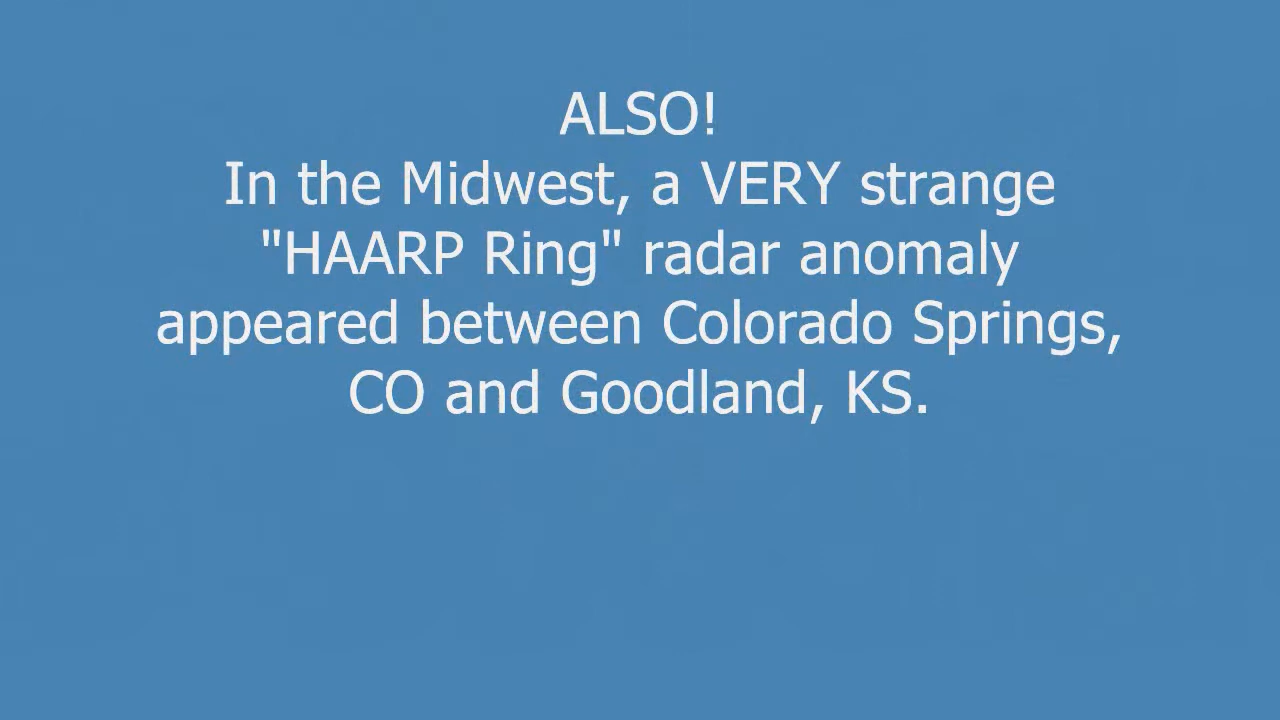 ALSO!
In the Midwest, a VERY strange
"HAARP Ring" radar anomaly
appeared between Colorado Springs,
CO and Goodland, KS.